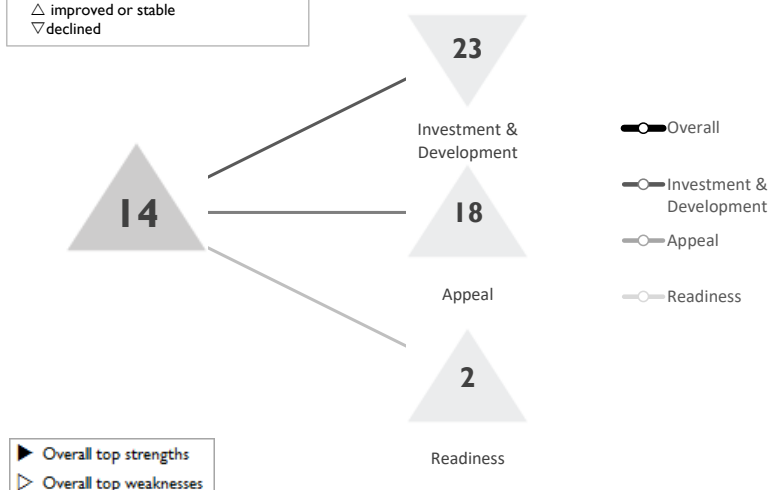 △ improved or stable
▽ declined
23
Investment &
Development
14
18
Appeal
2
Readiness
Overall
Investment &
Development
Appeal
Readiness
Overall top strengths
Overall top weaknesses